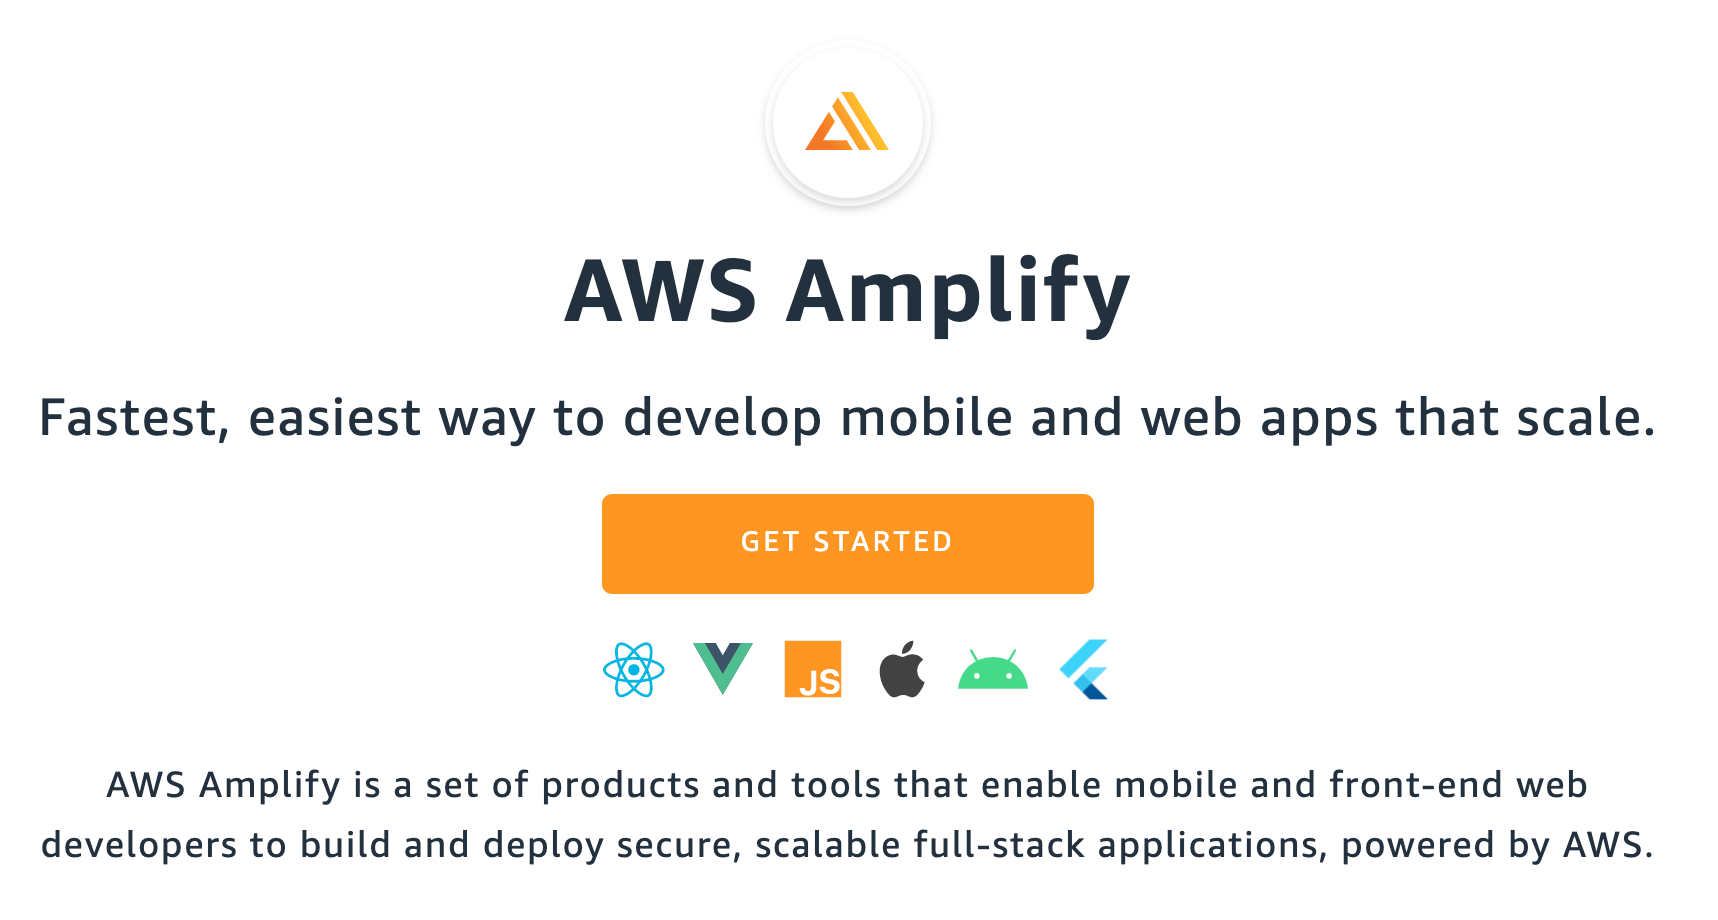 AWS Amplify
Fastest, easiest way to develop mobile and web apps that scale.
GET STARTED
JS
AWS Amplify is a set of products and tools that enable mobile and front-end web
developers to build and deploy secure, scalable full-stack applications, powered by AWS.